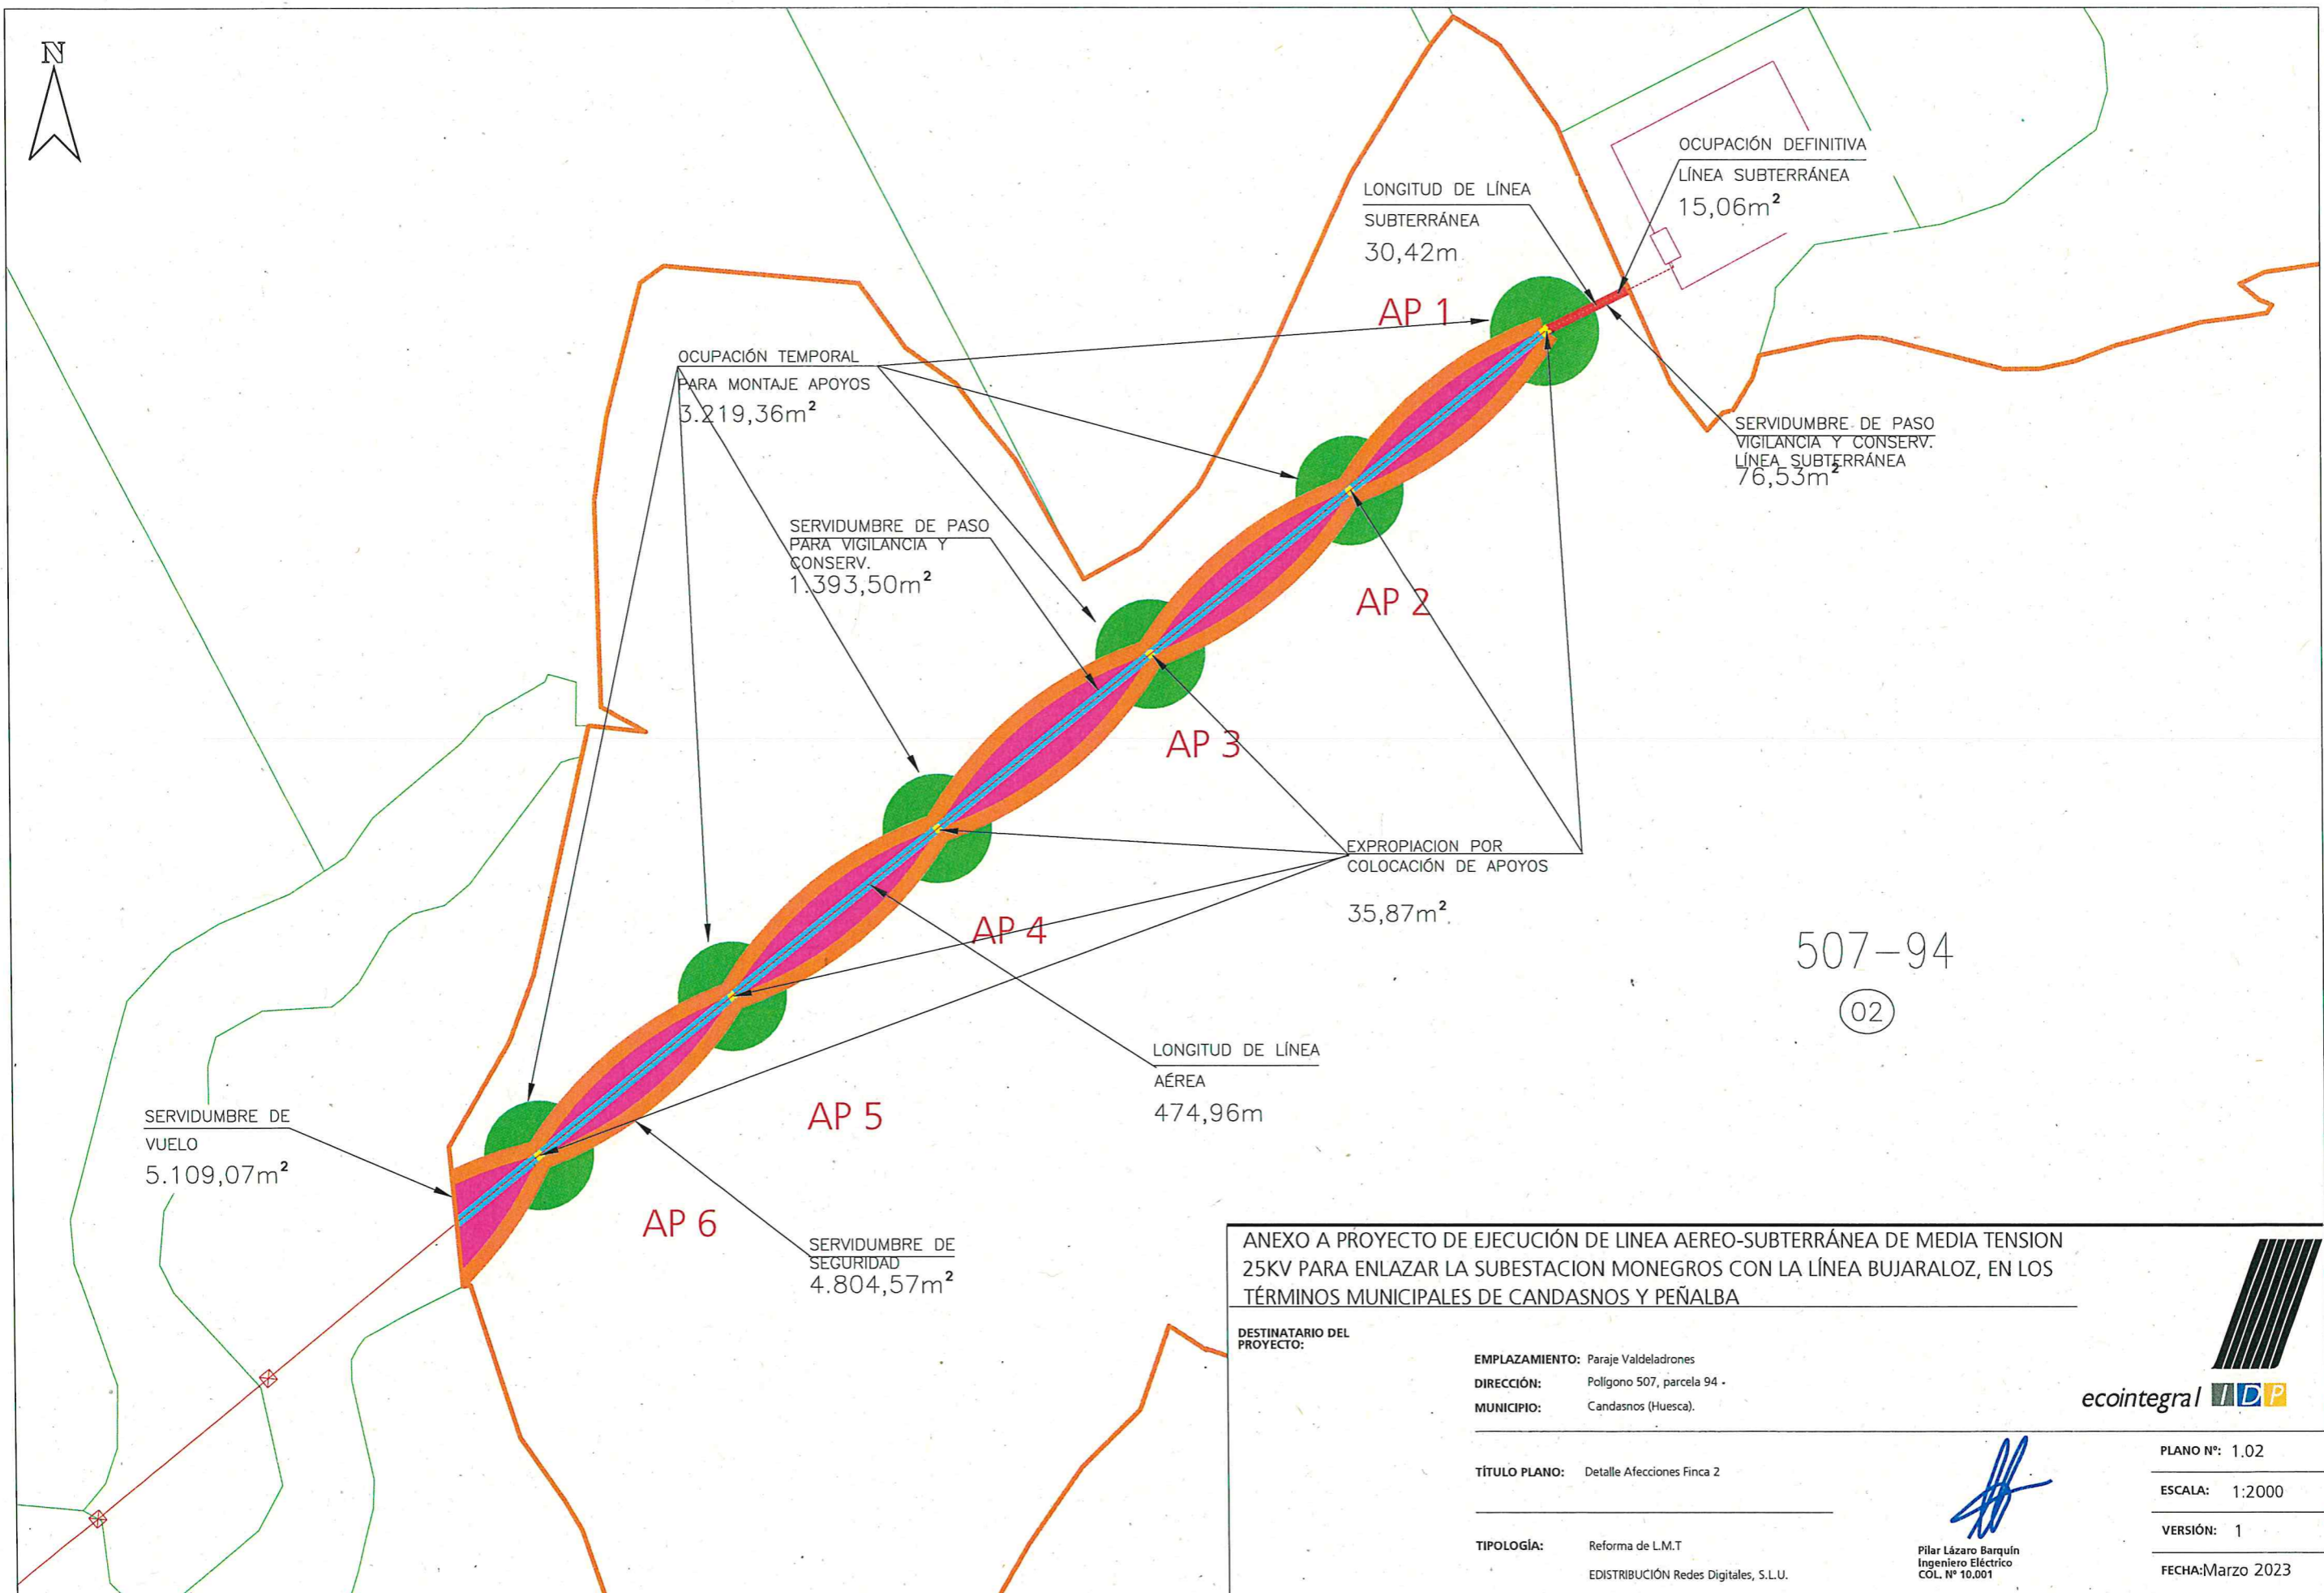 N
OCUPACIÓN DEFINITIVA
LÍNEA SUBTERRÁNEA
15,06m²
LONGITUD DE LÍNEA
SUBTERRÁNEA
30,42m
AP 1
OCUPACIÓN TEMPORAL
PARA MONTAJE APOYOS
3.219,36m²
SERVIDUMBRE DE PASO
VIGILANCIA Y CONSERV.
LÍNEA SUBTERRÁNEA
76,53m²
SERVIDUMBRE DE PASO
PARA VIGILANCIA Y
CONSERV.
1.393,50m²
AP 2
AP 3
EXPROPIACION POR
COLOCACIÓN DE APOYOS
35,87m²
AP 4
507-94
02
LONGITUD DE LÍNEA
AÉREA
474,96m
AP 5
SERVIDUMBRE DE
VUELO
5.109,07m²
AP 6
SERVIDUMBRE DE
SEGURIDAD
4.804,57m²
ANEXO A PROYECTO DE EJECUCIÓN DE LINEA AEREO-SUBTERRÁNEA DE MEDIA TENSION
25KV PARA ENLAZAR LA SUBESTACION MONEGROS CON LA LÍNEA BUJARALOZ, EN LOS
TÉRMINOS MUNICIPALES DE CANDASNOS Y PEÑALBA
DESTINATARIO DEL
PROYECTO:
EMPLAZAMIENTO: Paraje Valdeladrones
DIRECCIÓN: Polígono 507, parcela 94
MUNICIPIO: Candasnos (Huesca).
ecointegral IDP
TÍTULO PLANO: Detalle Afecciones Finca 2
TIPOLOGÍA: Reforma de L.M.T
EDISTRIBUCIÓN Redes Digitales, S.L.U.
Pilar Lázaro Barquín
Ingeniero Eléctrico
COL. Nº 10.001
PLANO Nº: 1.02
ESCALA: 1:2000
VERSIÓN: 1
FECHA:Marzo 2023